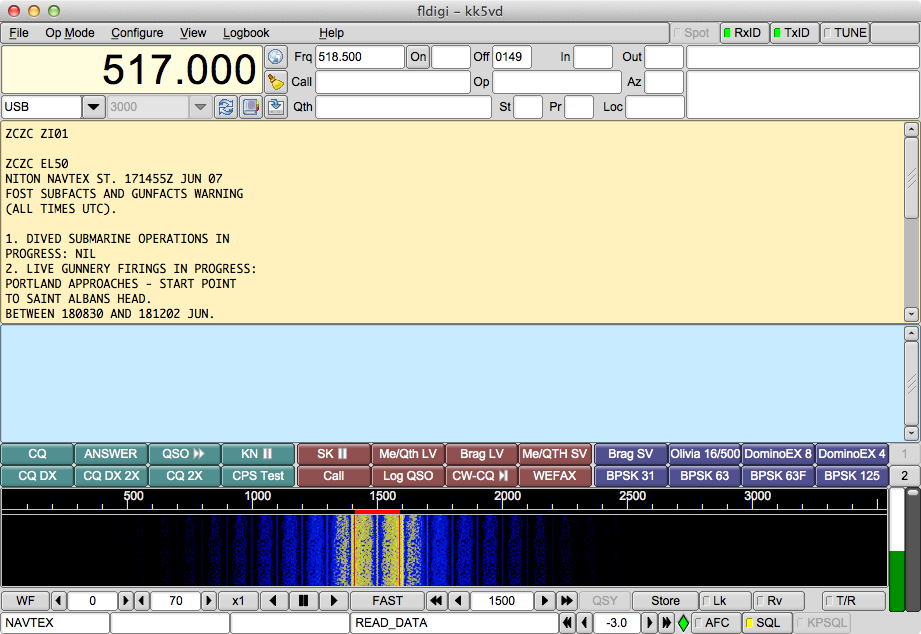 fldigi – kk5vd
File Op Mode Configure View Logbook Help Spot RxID TxID TUNE
517.000 Frq 518.500 On Off 0149 In Out
Call Op Az
USB 3000 Qth St Pr Loc
ZCZC ZI01
ZCZC EL50
NITON NAVTEX ST. 171455Z JUN 07
FOST SUBFACTS AND GUNFACTS WARNING
(ALL TIMES UTC).
1. DIVED SUBMARINE OPERATIONS IN
PROGRESS: NIL
2. LIVE GUNNERY FIRINGS IN PROGRESS:
PORTLAND APPROACHES - START POINT
TO SAINT ALBANS HEAD.
BETWEEN 180830 AND 181202 JUN.
CQ ANSWER QSO KN SK Me/Qth LV Brag LV Me/QTH SV Brag SV Olivia 16/500 DominoEX 8 DominoEX 4 1
CQ DX CQ DX 2X CQ 2X CPS Test Call Log QSO CW-CQ WEFAX BPSK 31 BPSK 63 BPSK 63F BPSK 125 2
500 1000 1500 2000 2500 3000
WF 0 70 x1 FAST 1500 QSY Store Lk Rv T/R
NAVTEX READ_DATA -3.0 AFC SQL KPSQL